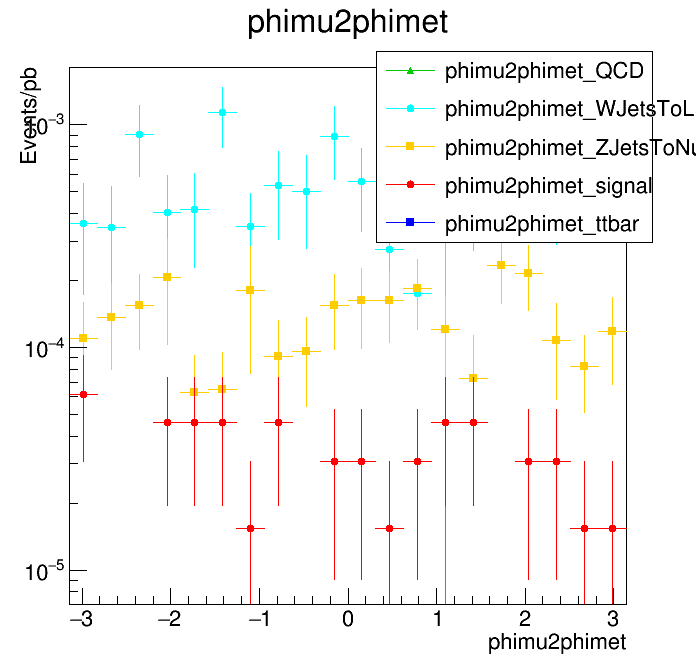 phimu2phimet
Events/pb
phimu2phimet_QCD
phimu2phimet_WJetsToL
phimu2phimet_ZJetsToNu
phimu2phimet_signal
phimu2phimet_ttbar
10⁻³
10⁻⁴
10⁻⁵
−3 −2 −1 0 1 2 3
phimu2phimet